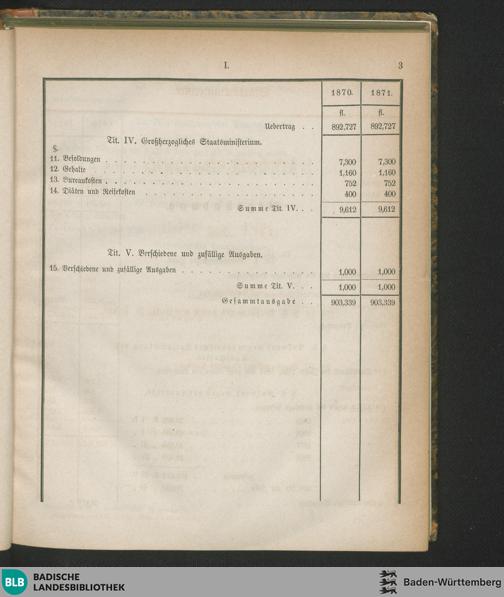 I.
3
1870. 1871.
fl. fl.
Uebertrag . . 892,727 892,727
Tit. IV. Großherzogliches Staatsministerium.
§.
11. Besoldungen . . . 7,300 7,300
12. Gehalte . . . 1,160 1,160
13. Bureaukosten . . . 752 752
14. Diäten und Reisekosten . . . 400 400
Summe Tit. IV. . . 9,612 9,612
Tit. V. Verschiedene und zufällige Ausgaben.
15. Verschiedene und zufällige Ausgaben . . . 1,000 1,000
Summe Tit. V. . . 1,000 1,000
Gesammtausgabe . . 903,339 903,339
BLB BADISCHE
LANDESBIBLIOTHEK
Baden-Württemberg